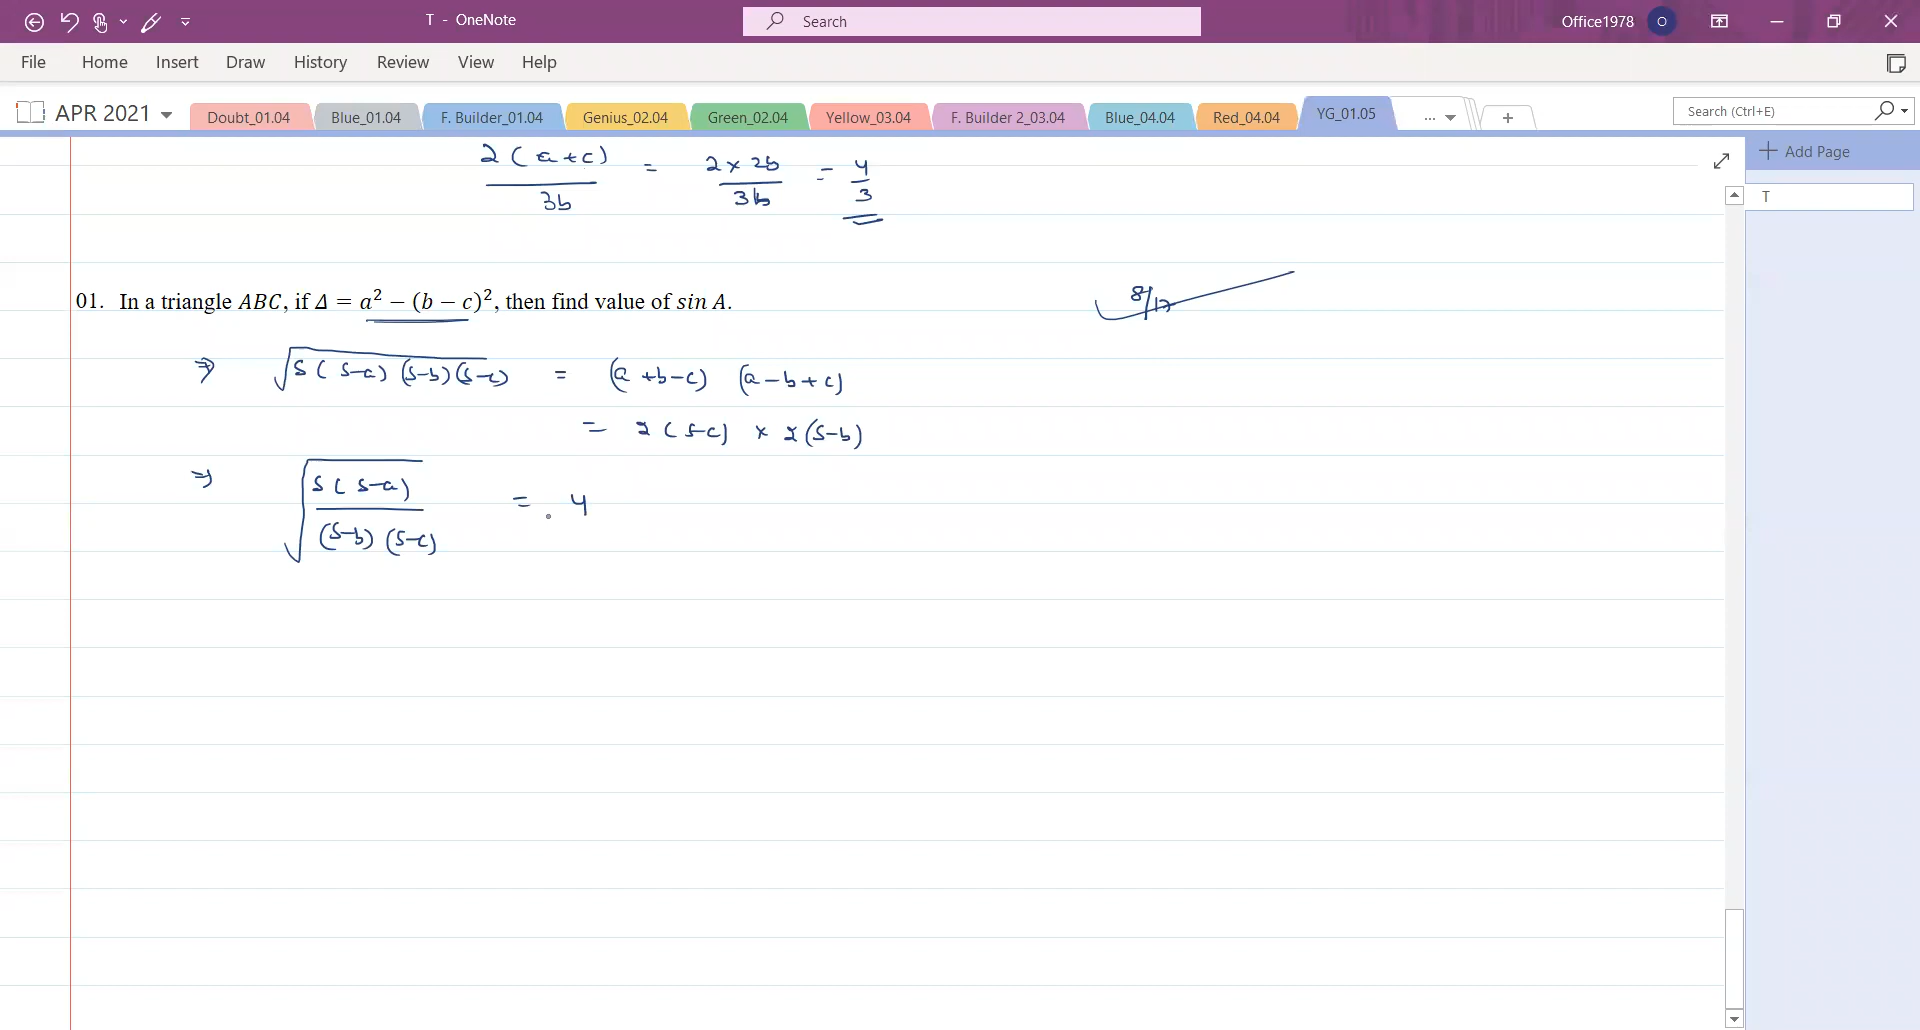 T - OneNote
Search
Office1978
O
File Home Insert Draw History Review View Help
APR 2021
Doubt_01.04 Blue_01.04 F. Builder_01.04 Genius_02.04 Green_02.04 Yellow_03.04 F. Builder 2_03.04 Blue_04.04 Red_04.04 YG_01.05 ... +
Search (Ctrl+E)
Add Page
T
2(a+c)/3b = 2×2b/3b = 4/3
01. In a triangle ABC, if Δ = a² − (b − c)², then find value of sin A.
8/17
⇒ √s(s-a)(s-b)(s-c) = (a+b-c) (a-b+c)
= 2(s-c) × 2(s-b)
⇒ √(s(s-a)/(s-b)(s-c)) = 4